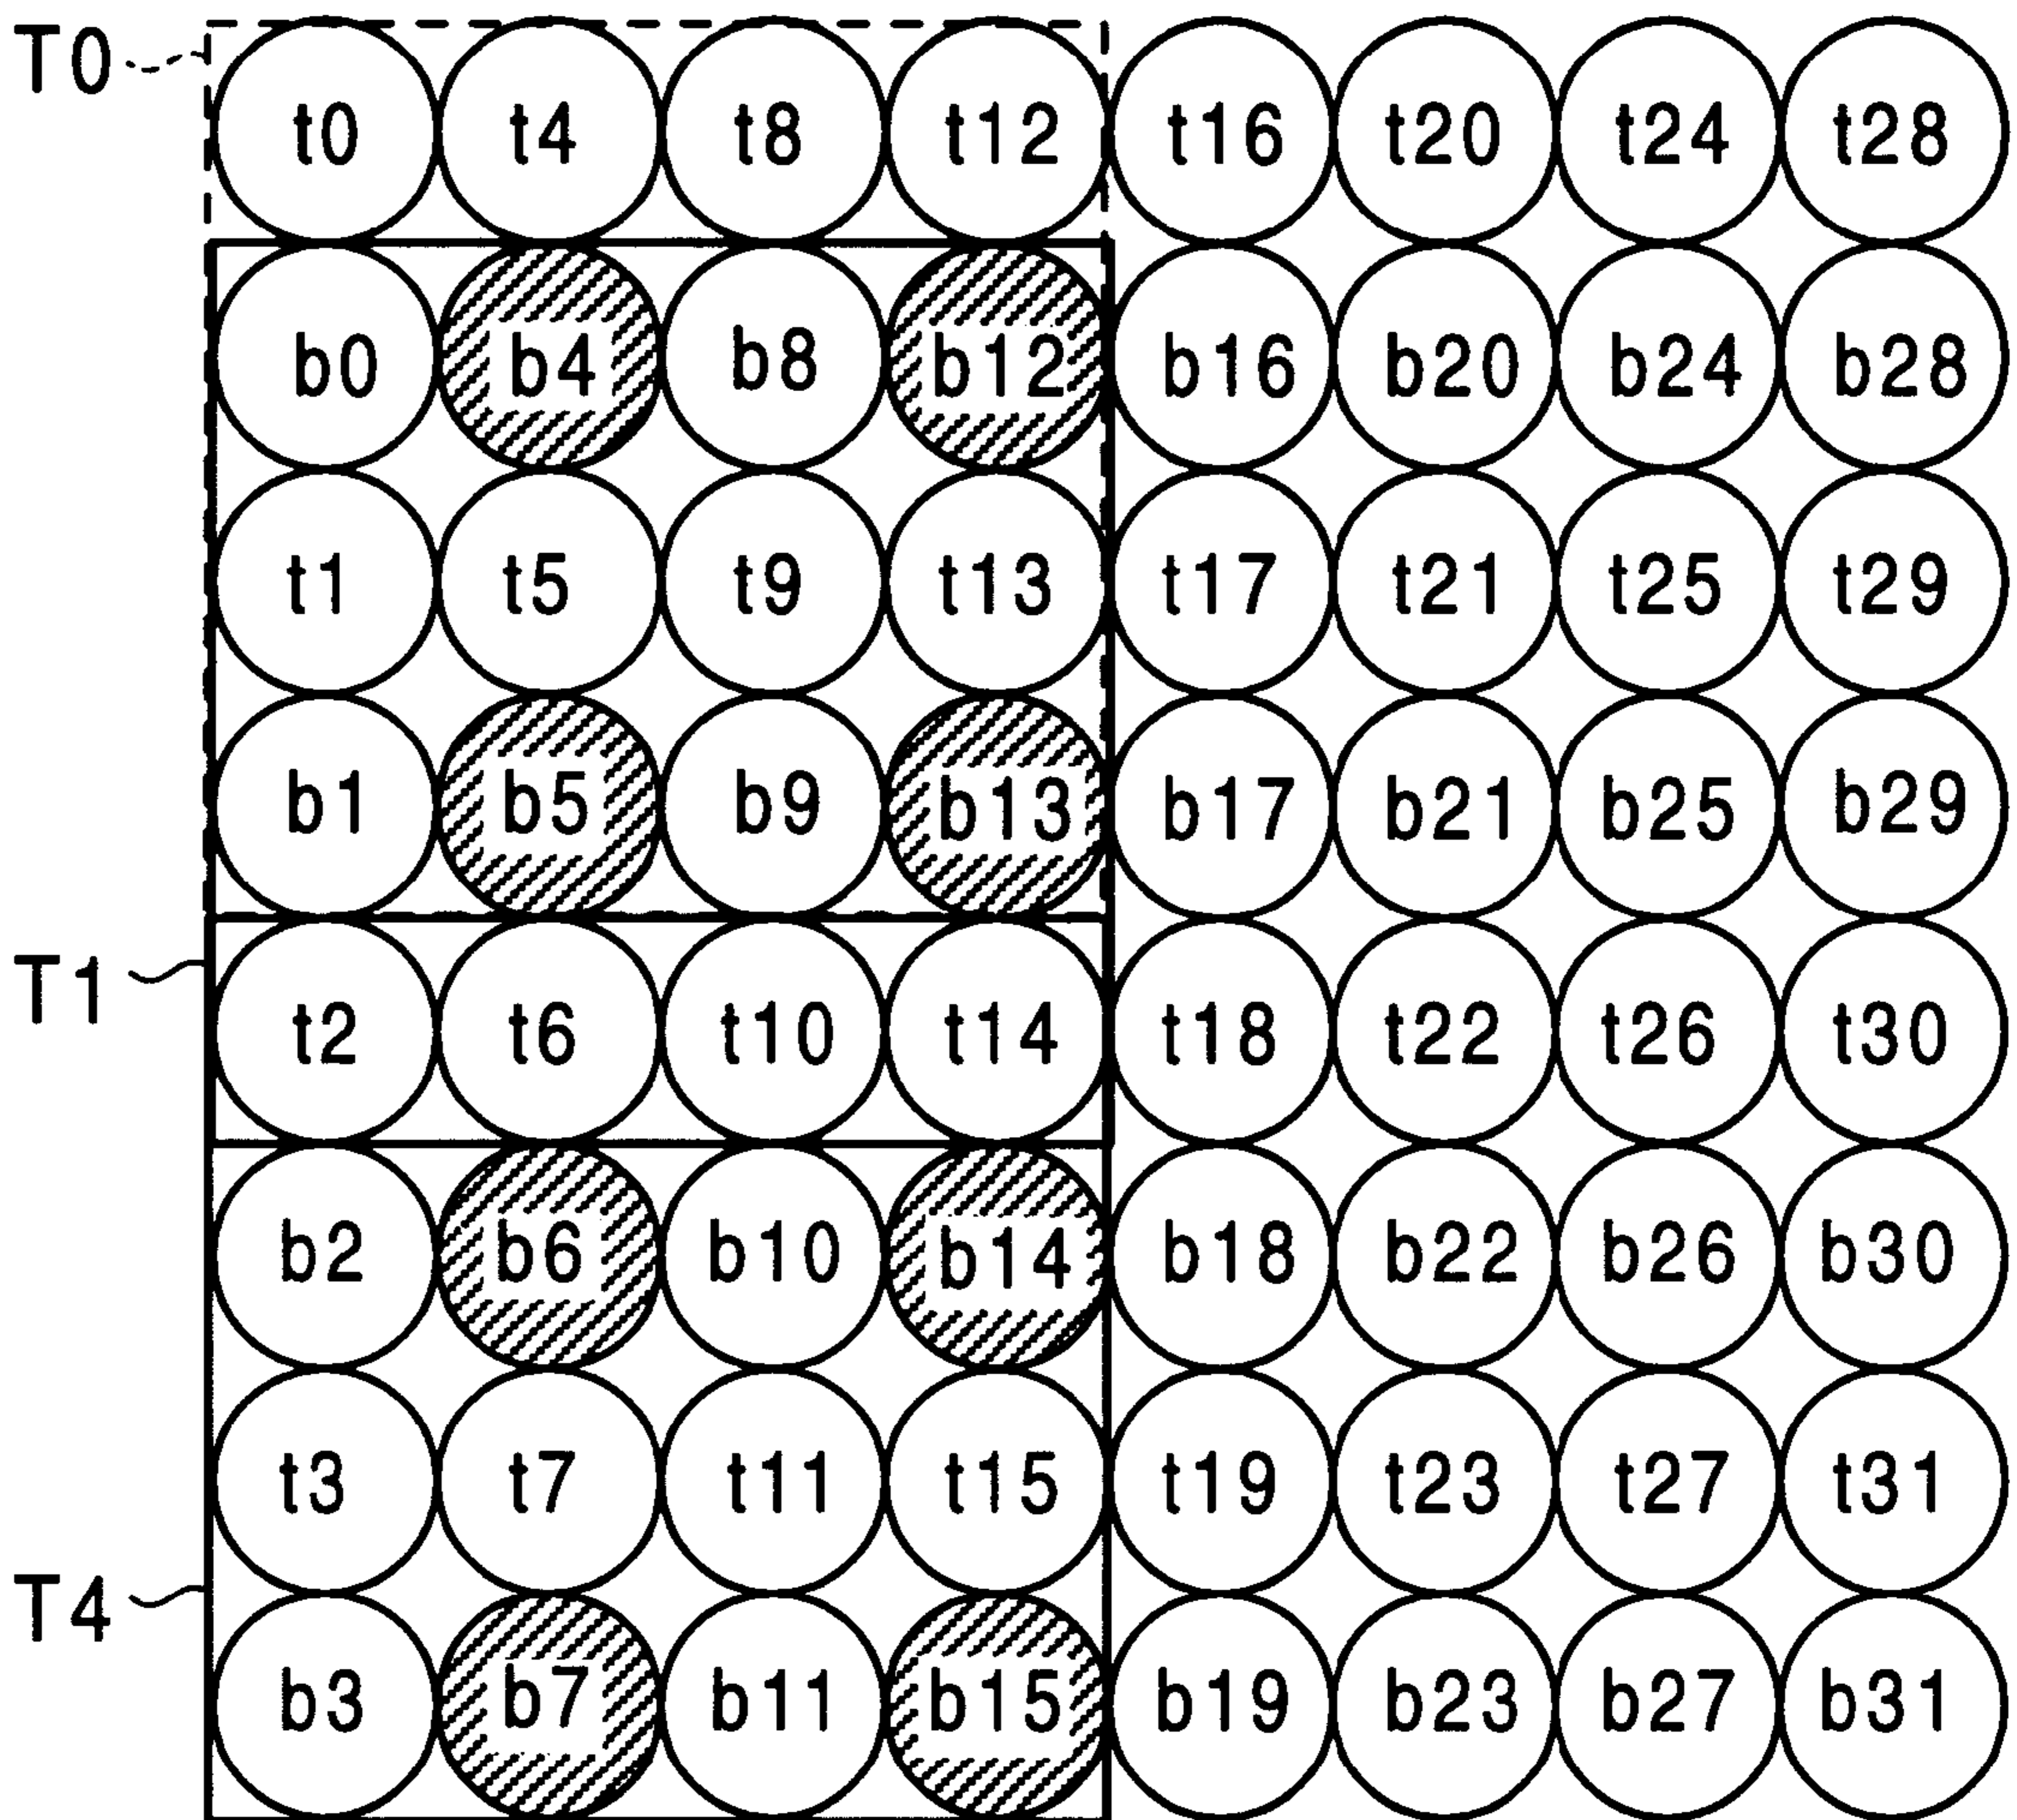 T0 t0 t4 t8 t12 t16 t20 t24 t28
b0 b4 b8 b12 b16 b20 b24 b28
t1 t5 t9 t13 t17 t21 t25 t29
b1 b5 b9 b13 b17 b21 b25 b29
T1 t2 t6 t10 t14 t18 t22 t26 t30
b2 b6 b10 b14 b18 b22 b26 b30
t3 t7 t11 t15 t19 t23 t27 t31
T4 b3 b7 b11 b15 b19 b23 b27 b31